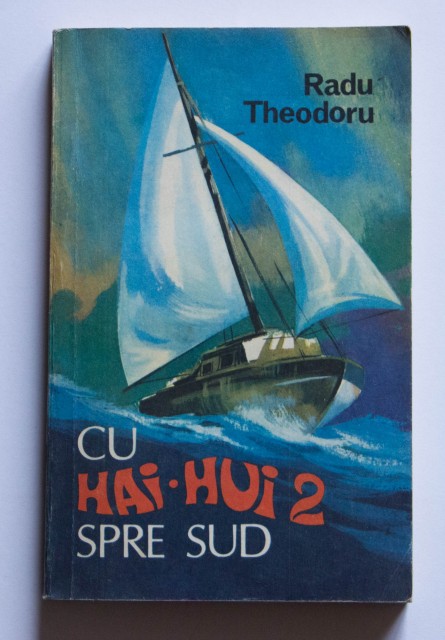 Radu
Theodoru
CU
HAi·HUi 2
SPRE SUD